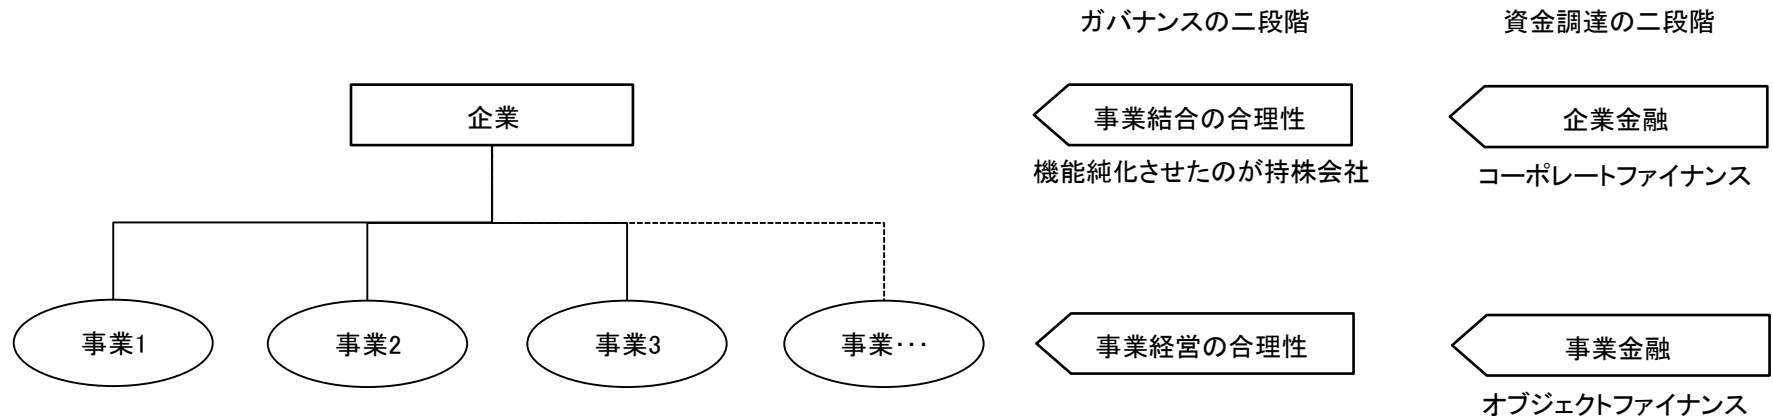 ガバナンスの二段階
資金調達の二段階
企業
事業結合の合理性
企業金融
機能純化させたのが持株会社
コーポレートファイナンス
事業1
事業2
事業3
事業･･･
事業経営の合理性
事業金融
オブジェクトファイナンス